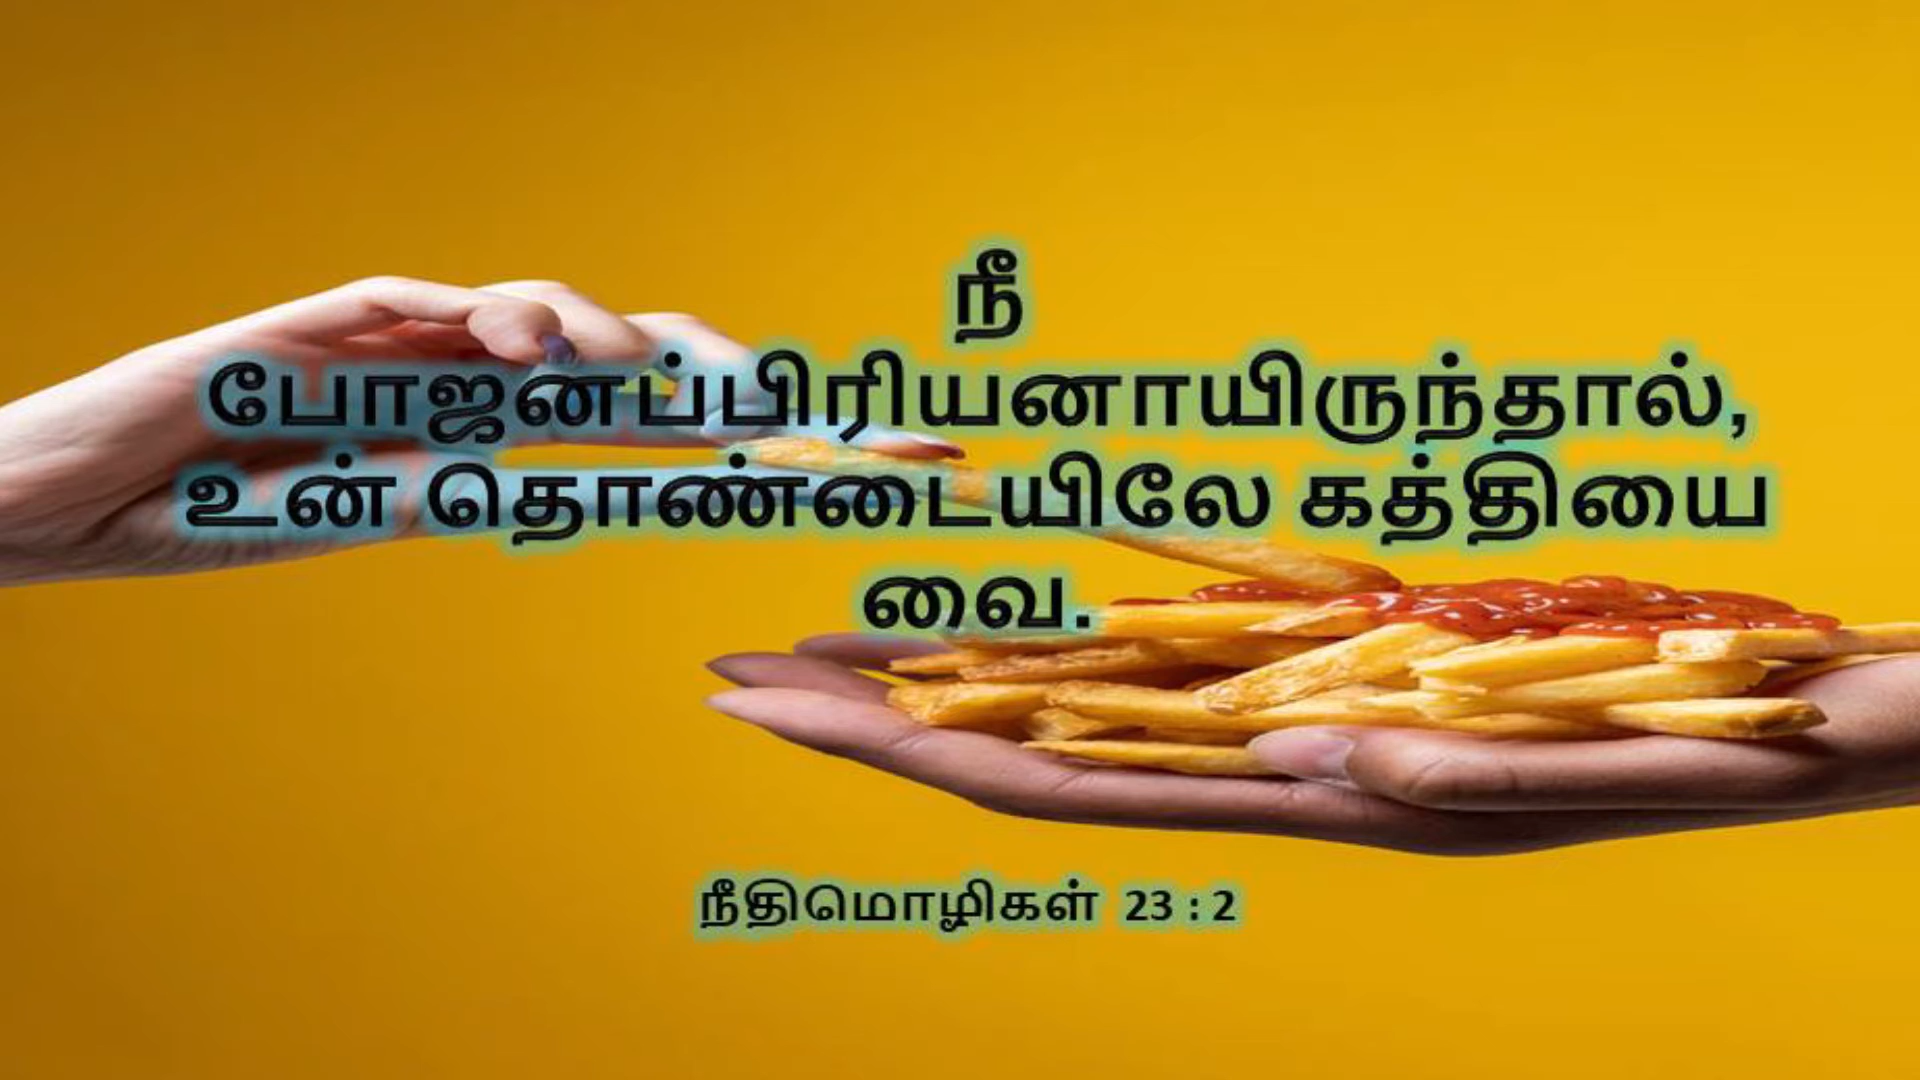 நீ
போஜனப்பிரியனாயிருந்தால்,
உன் தொண்டையிலே கத்தியை
வை.
நீதிமொழிகள் 23 : 2